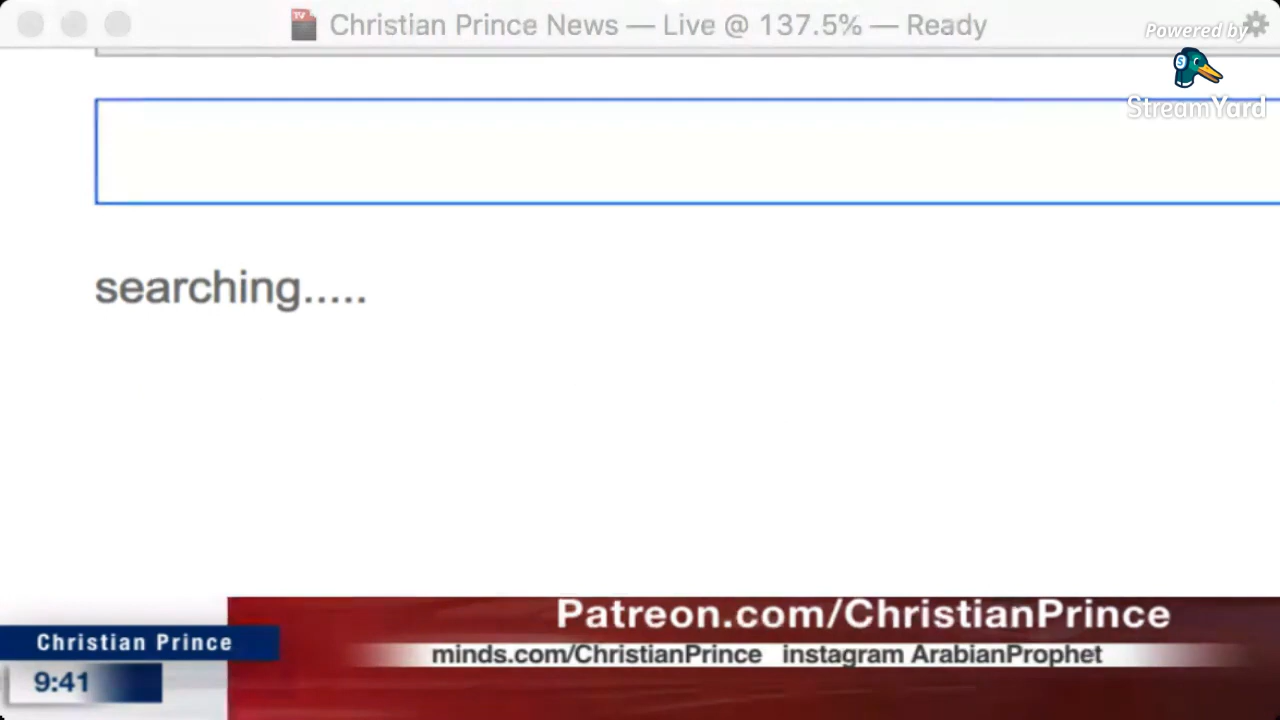 Christian Prince News — Live @ 137.5% — Ready
Powered by
StreamYard
searching.....
Patreon.com/ChristianPrince
Christian Prince
minds.com/ChristianPrince instagram ArabianProphet
9:41